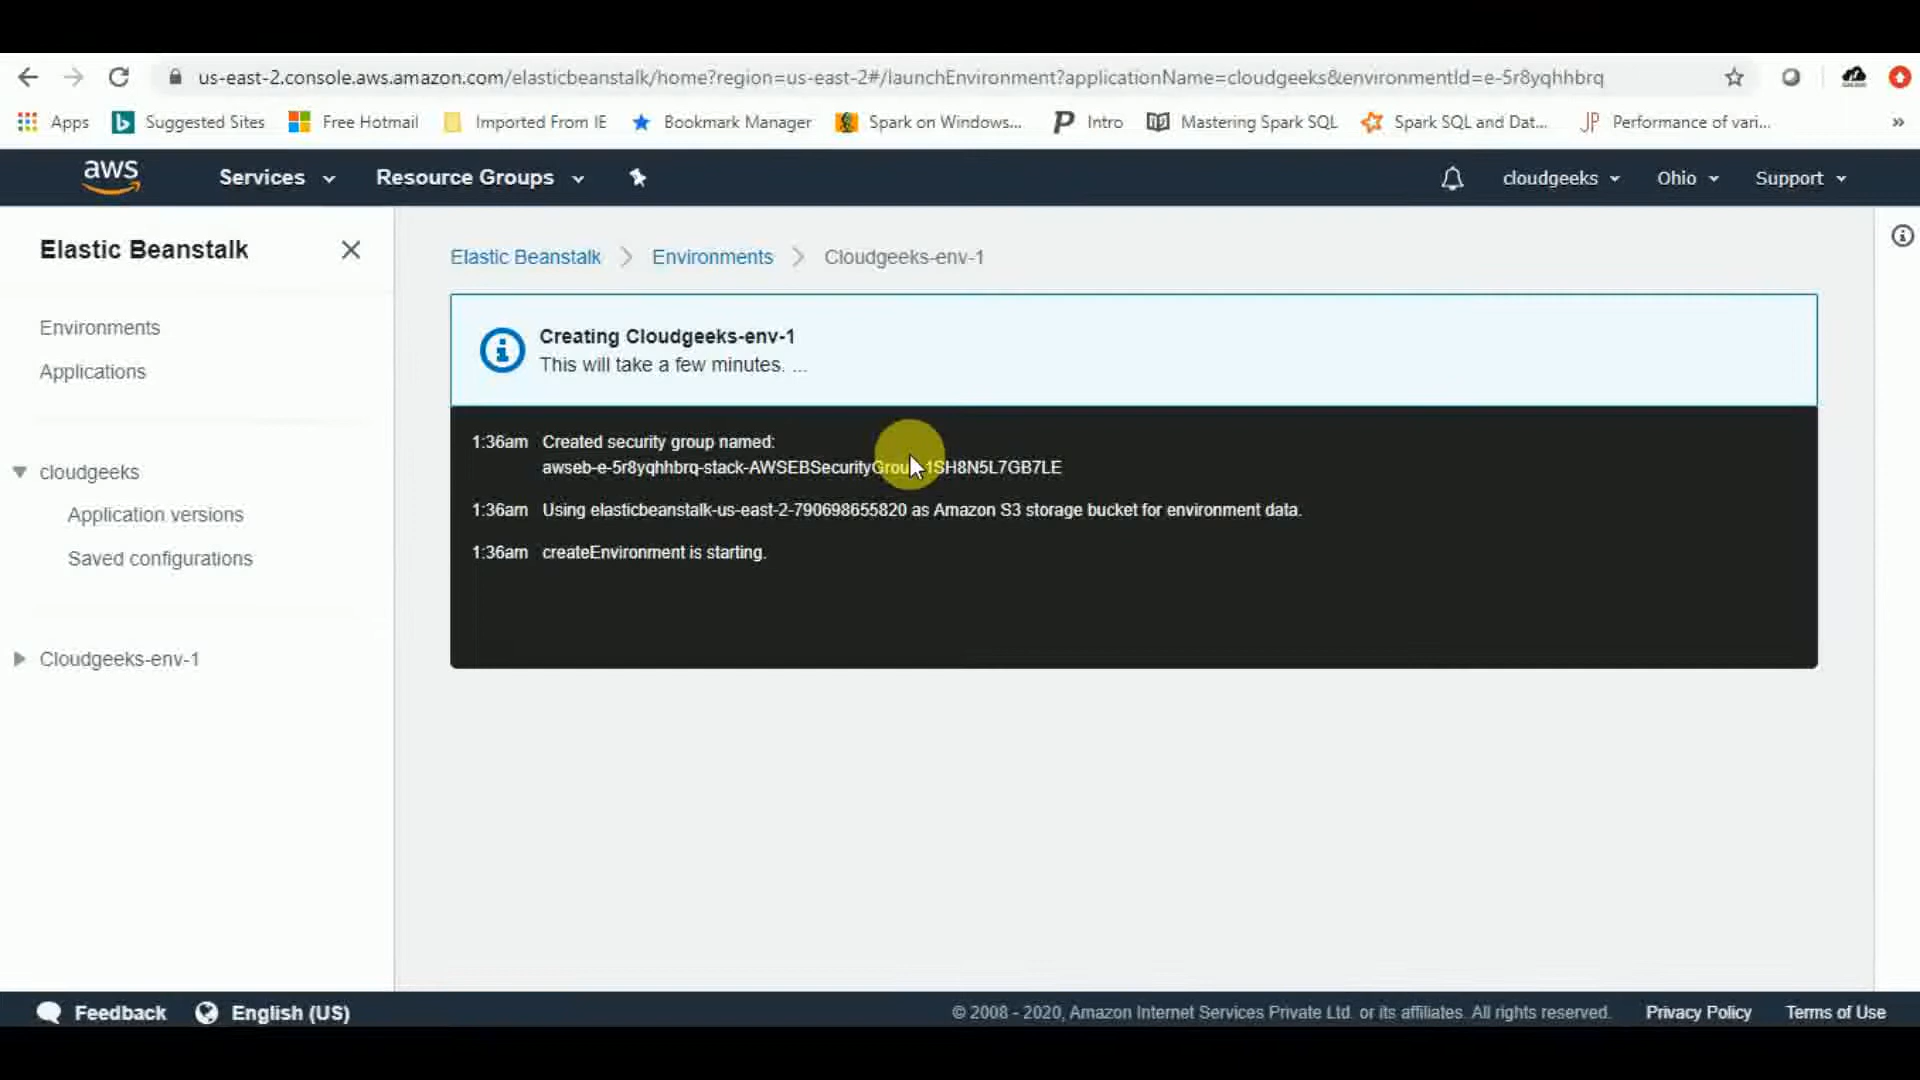 us-east-2.console.aws.amazon.com/elasticbeanstalk/home?region=us-east-2#/launchEnvironment?applicationName=cloudgeeks&environmentId=e-5r8yqhhbrq
Apps Suggested Sites Free Hotmail Imported From IE Bookmark Manager Spark on Windows... Intro Mastering Spark SQL Spark SQL and Dat... JP Performance of vari... »
aws Services Resource Groups cloudgeeks Ohio Support
Elastic Beanstalk
Environments
Applications
cloudgeeks
Application versions
Saved configurations
Cloudgeeks-env-1
Elastic Beanstalk Environments Cloudgeeks-env-1
Creating Cloudgeeks-env-1
This will take a few minutes. ...
1:36am Created security group named:
awseb-e-5r8yqhhbrq-stack-AWSEBSecurityGroup-1SH8N5L7GB7LE
1:36am Using elasticbeanstalk-us-east-2-790698655820 as Amazon S3 storage bucket for environment data.
1:36am createEnvironment is starting.
Feedback English (US) © 2008 - 2020, Amazon Internet Services Private Ltd. or its affiliates. All rights reserved. Privacy Policy Terms of Use